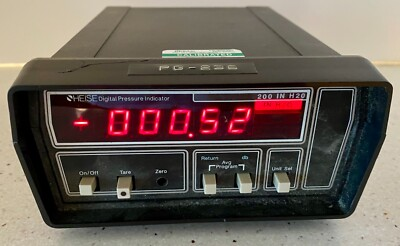 CALIBRATED
PG-232
HEISE Digital Pressure Indicator
200 IN H2O
- 000.52
On/Off Tare Zero
Return
Avg
Program
Unit Sel